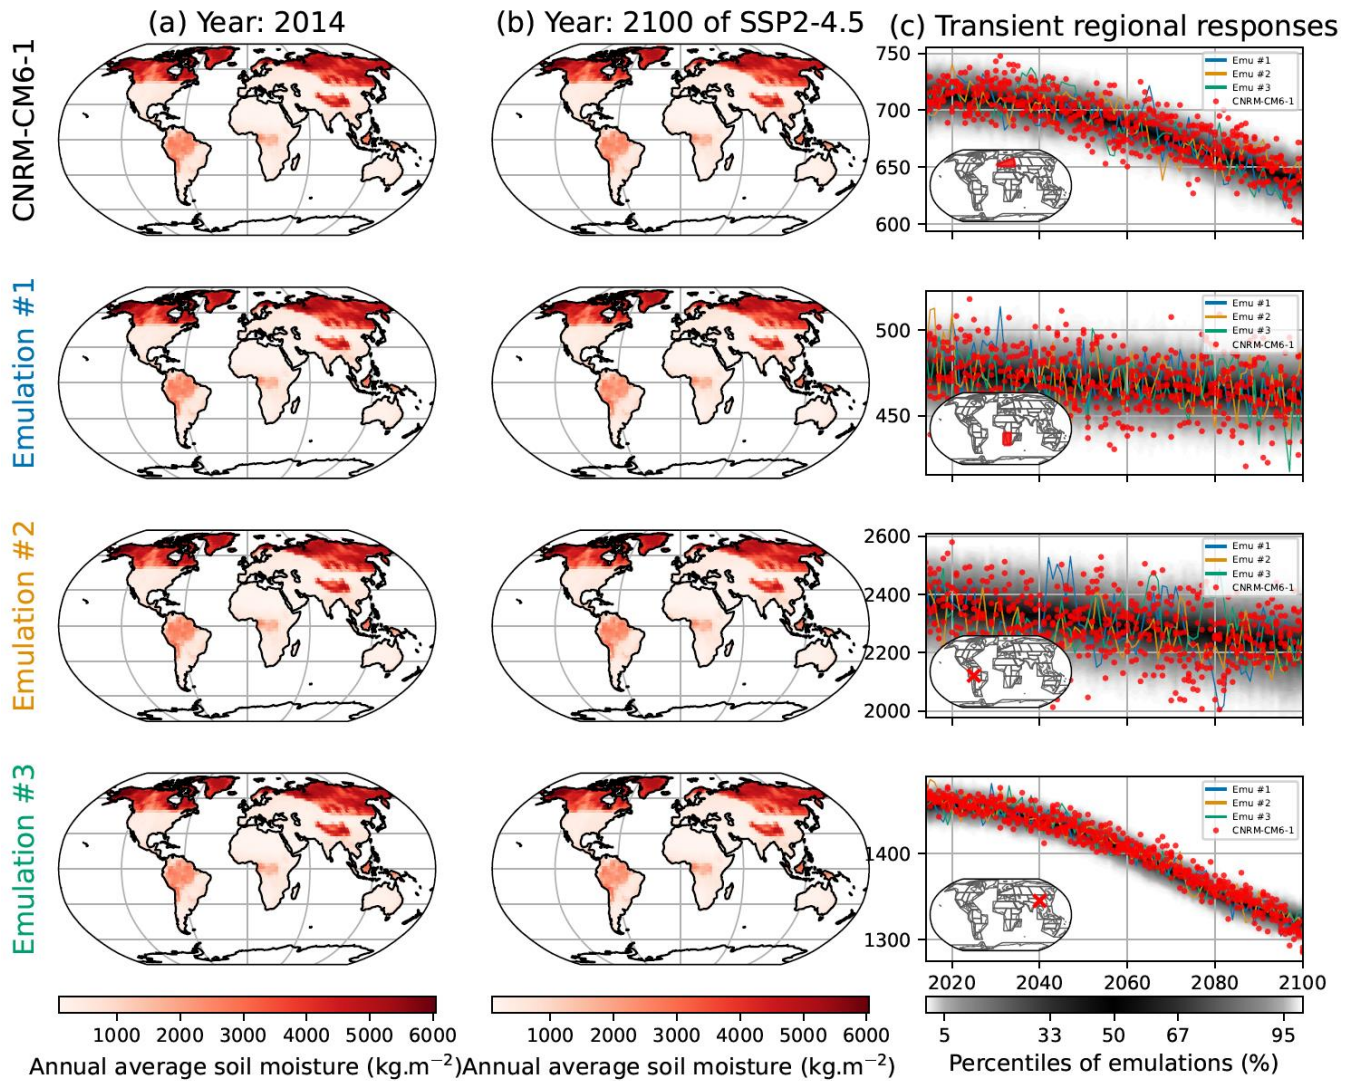 (a) Year: 2014
(b) Year: 2100 of SSP2-4.5
(c) Transient regional responses
CNRM-CM6-1
750
700
650
600
Emu #1
Emu #2
Emu #3
CNRM-CM6-1
Emulation #1
500
450
Emu #1
Emu #2
Emu #3
CNRM-CM6-1
Emulation #2
2600
2400
2200
2000
Emu #1
Emu #2
Emu #3
CNRM-CM6-1
Emulation #3
1400
1300
Emu #1
Emu #2
Emu #3
CNRM-CM6-1
2020 2040 2060 2080 2100
1000 2000 3000 4000 5000 6000
Annual average soil moisture (kg.m⁻²)
1000 2000 3000 4000 5000 6000
Annual average soil moisture (kg.m⁻²)
5 33 50 67 95
Percentiles of emulations (%)